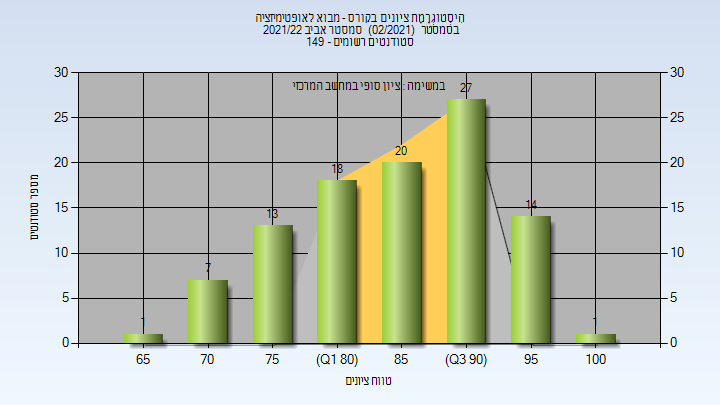 הִיסְטוֹגְרַמַת ציונים בקורס - מבוא לאופטימיזציה
בסמסטר (02/2021) סמסטר אביב 2021/22
סטודנטים רשומים - 149
במשימה : ציון סופי במחשב המרכזי
30 30
25 25
20 20
15 15
10 10
5 5
0 0
1 7 13 18 20 27 14 1
65 70 75 (Q1 80) 85 (Q3 90) 95 100
מספר סטודנטים
טווח ציונים